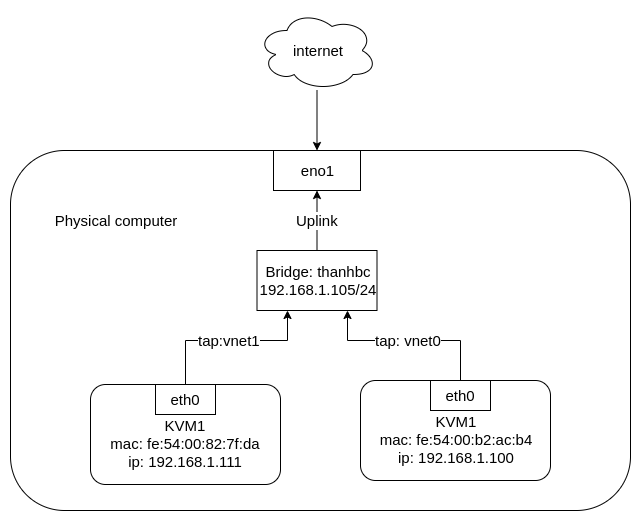 internet
eno1
Physical computer
Uplink
Bridge: thanhbc
192.168.1.105/24
tap:vnet1
tap: vnet0
eth0
KVM1
mac: fe:54:00:82:7f:da
ip: 192.168.1.111
eth0
KVM1
mac: fe:54:00:b2:ac:b4
ip: 192.168.1.100